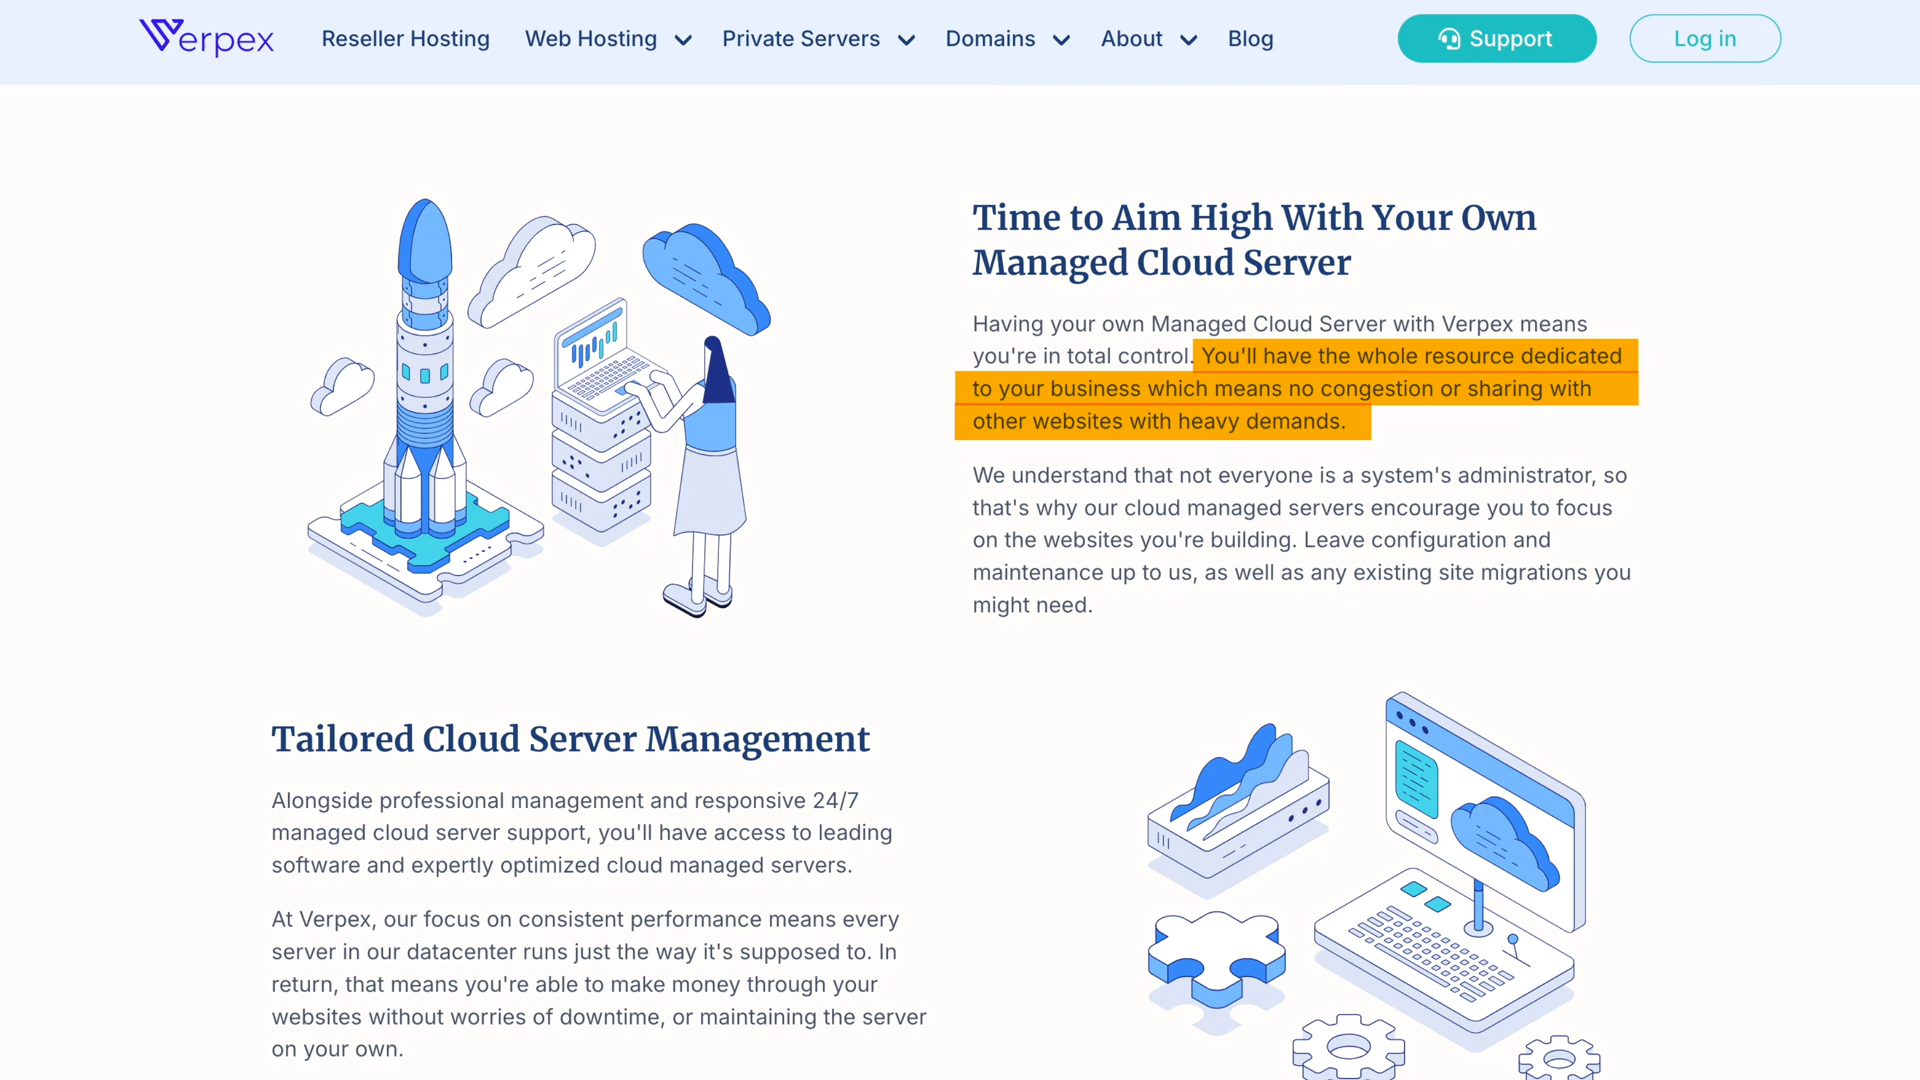 Verpex
Reseller Hosting
Web Hosting
Private Servers
Domains
About
Blog
Support
Log in
Time to Aim High With Your Own
Managed Cloud Server
Having your own Managed Cloud Server with Verpex means
you're in total control. You'll have the whole resource dedicated
to your business which means no congestion or sharing with
other websites with heavy demands.
We understand that not everyone is a system's administrator, so
that's why our cloud managed servers encourage you to focus
on the websites you're building. Leave configuration and
maintenance up to us, as well as any existing site migrations you
might need.
Tailored Cloud Server Management
Alongside professional management and responsive 24/7
managed cloud server support, you'll have access to leading
software and expertly optimized cloud managed servers.
At Verpex, our focus on consistent performance means every
server in our datacenter runs just the way it's supposed to. In
return, that means you're able to make money through your
websites without worries of downtime, or maintaining the server
on your own.